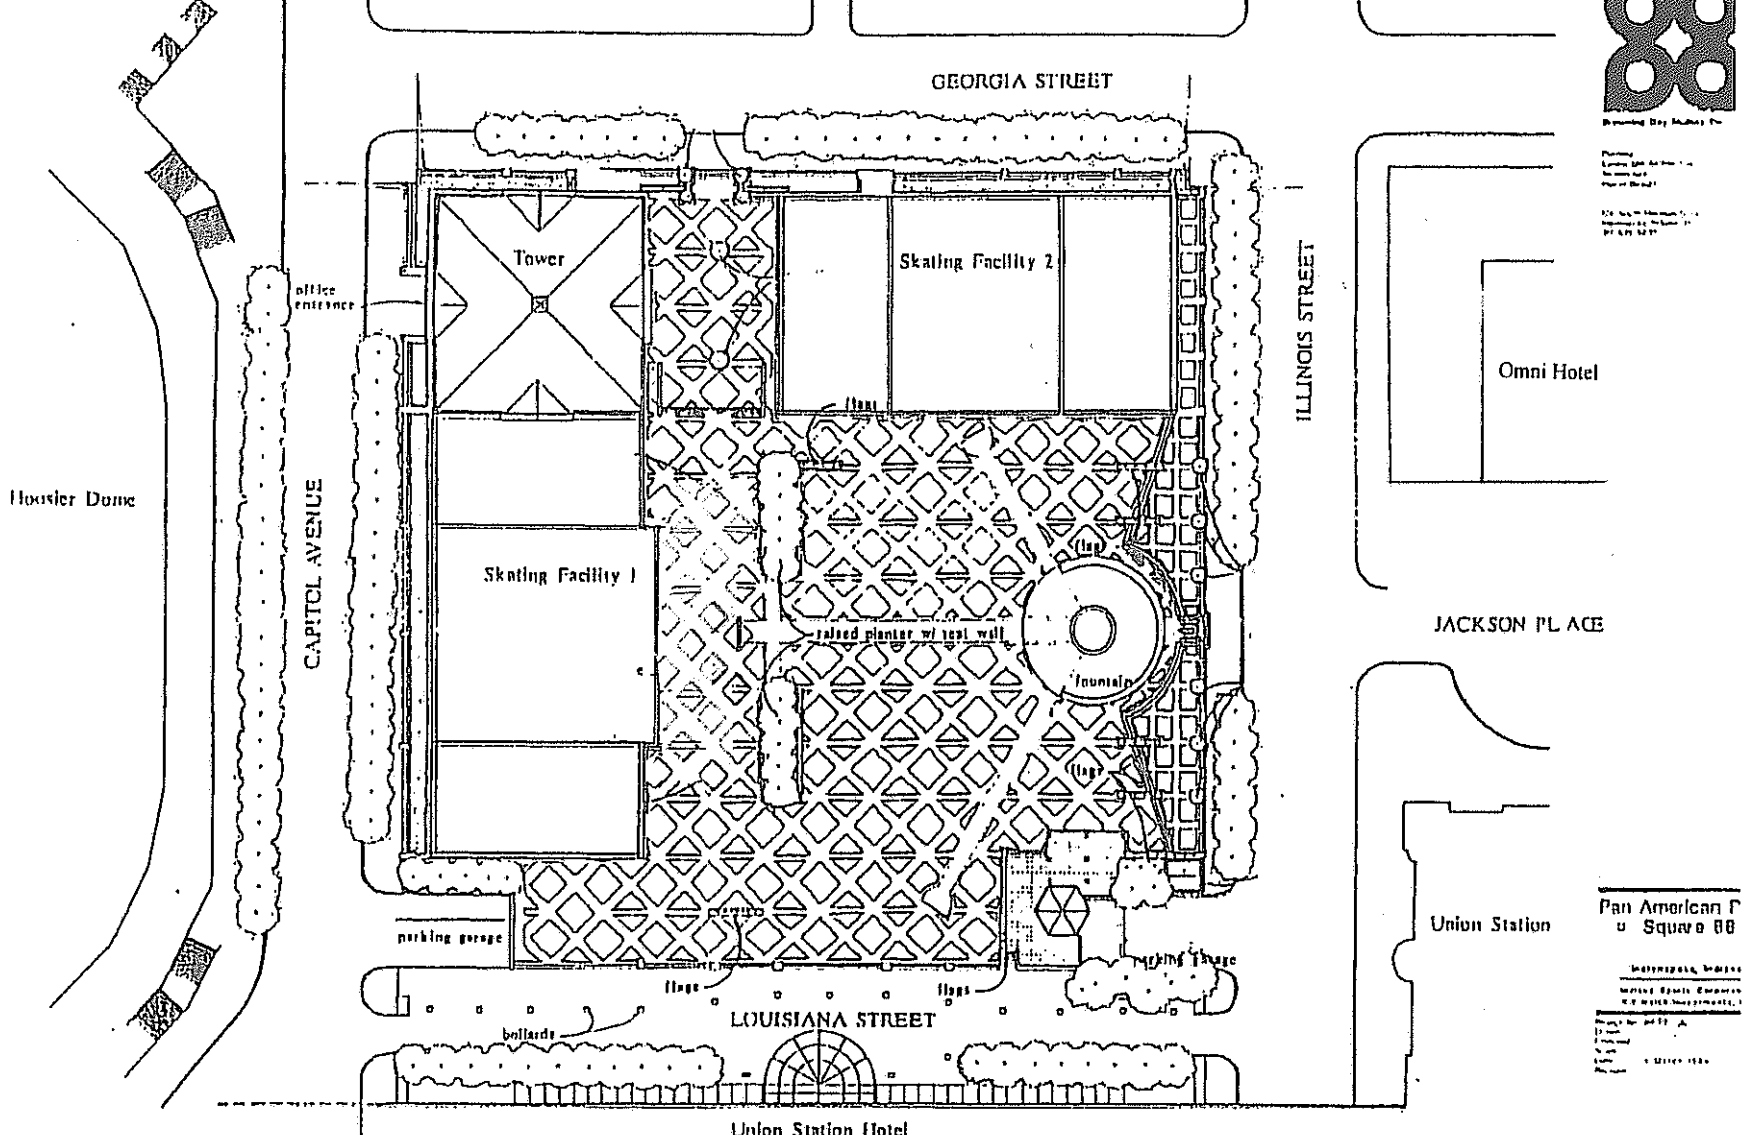 GEORGIA STREET
Tower
Skating Facility 2
office
entrance
ILLINOIS STREET
Omni Hotel
flags
Hoosier Dome
CAPITOL AVENUE
flag
Skating Facility 1
raised planter w/ seat wall
JACKSON PLACE
fountain
flags
parking garage
Union Station
Pan American P
Square 88
parking garage
flags
flags
LOUISIANA STREET
bollards
Union Station Hotel